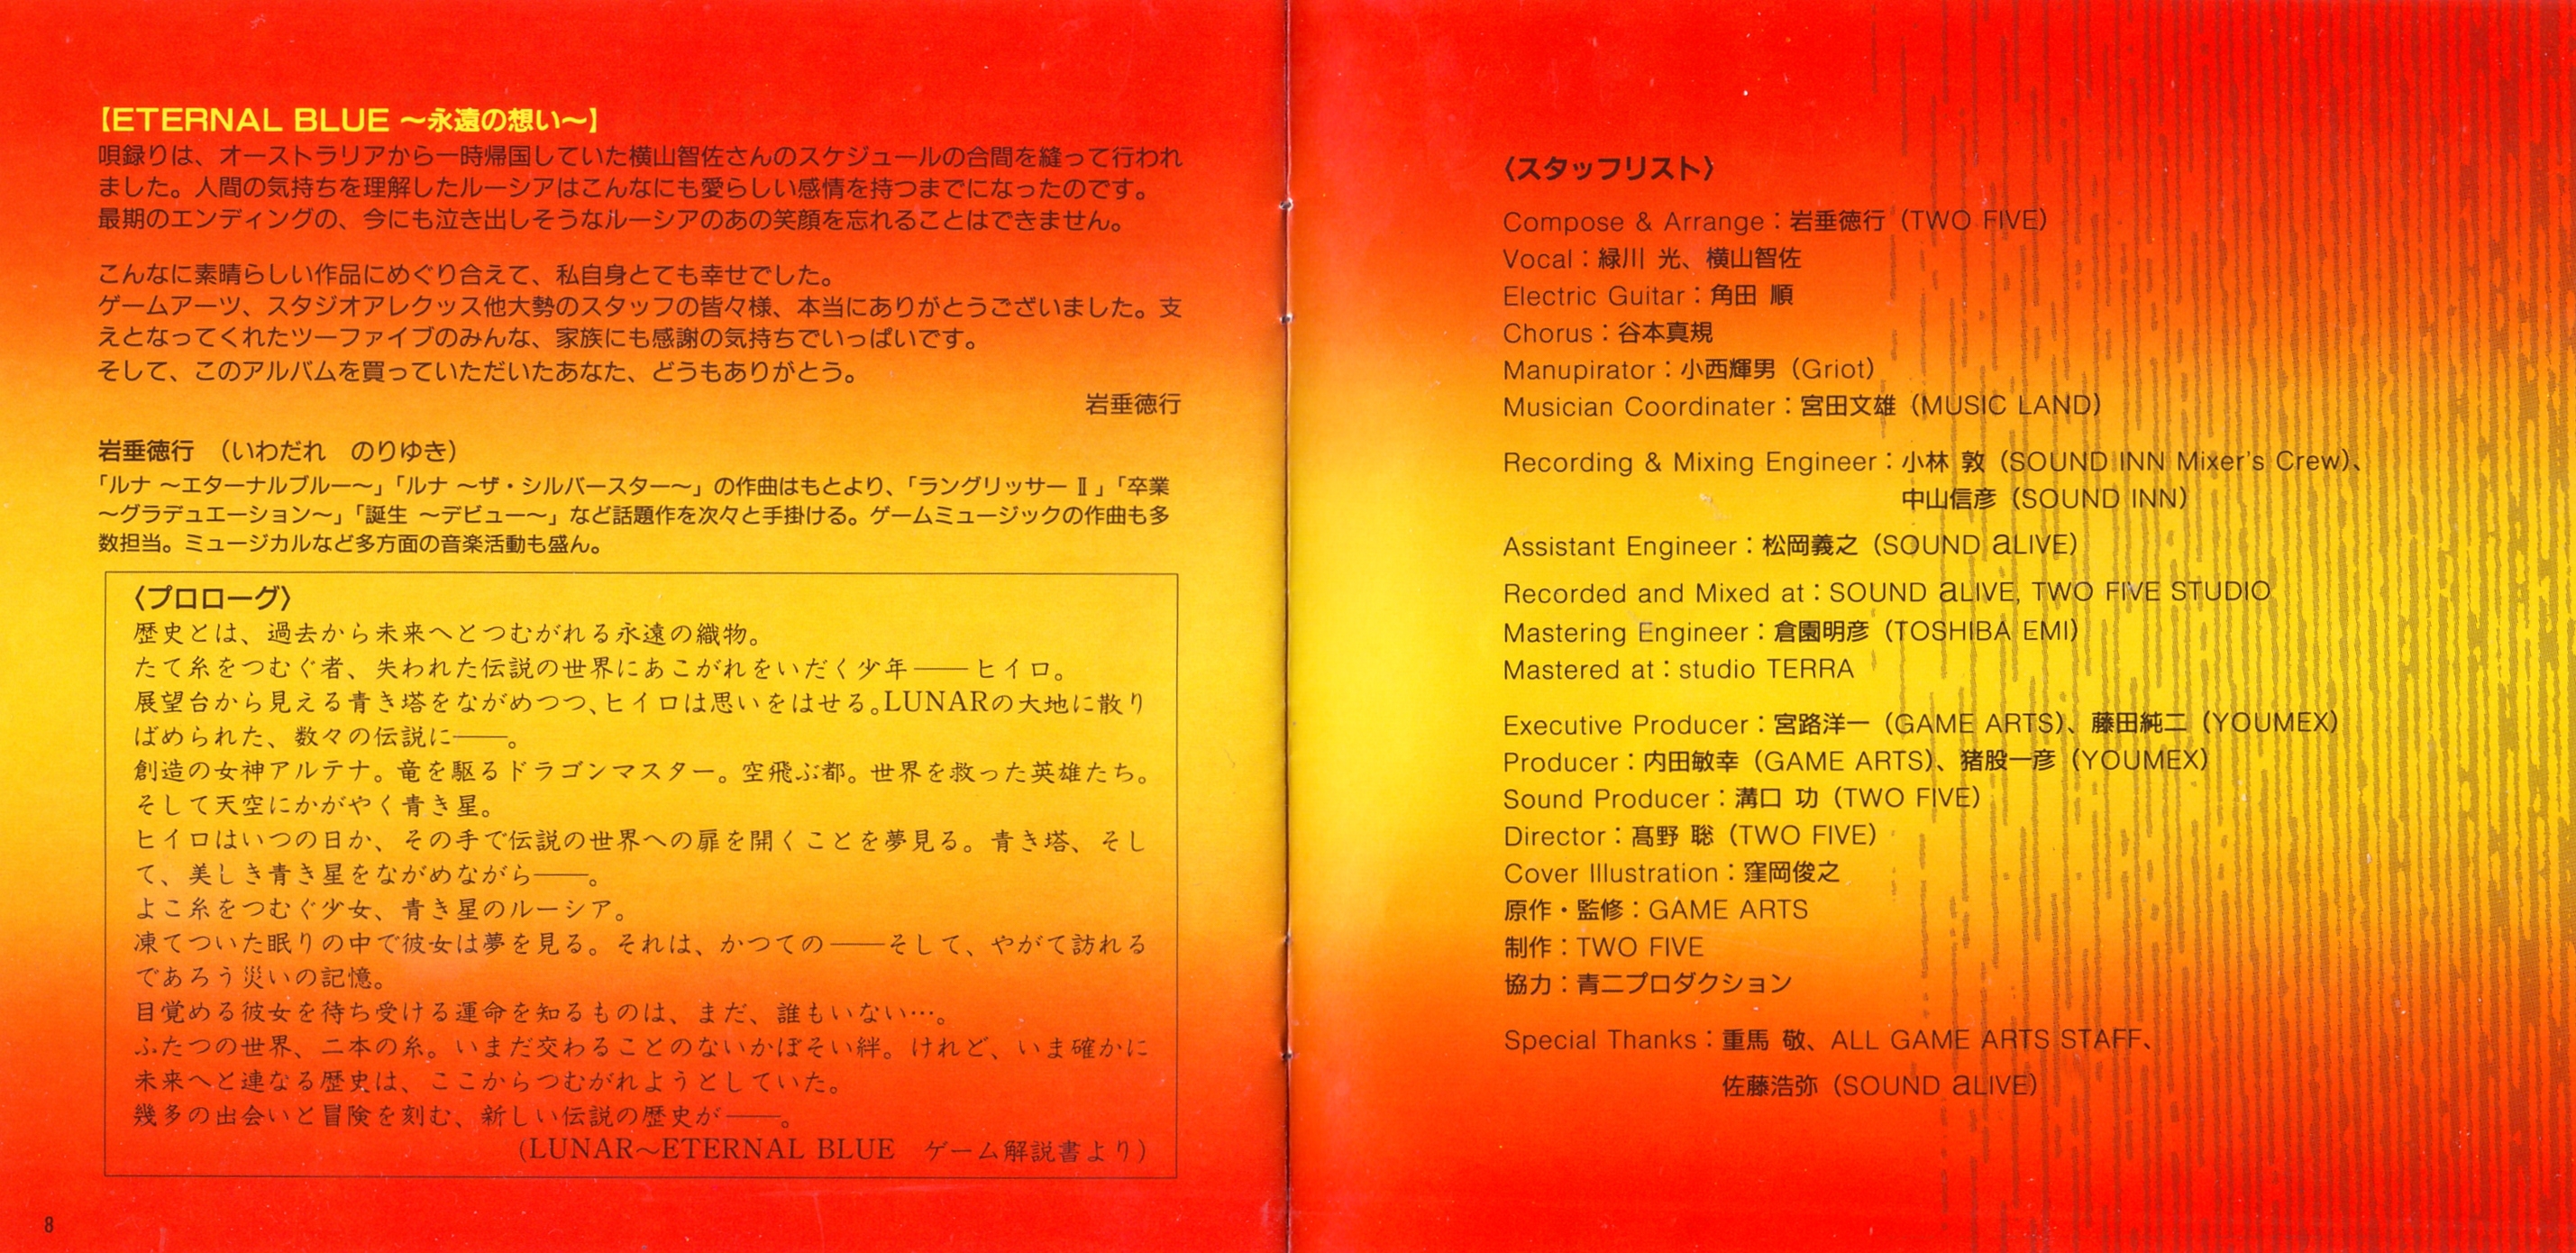 【ETERNAL BLUE ～永遠の想い～】
唄録りは、オーストラリアから一時帰国していた横山智佐さんのスケジュールの合間を縫って行われ
ました。人間の気持ちを理解したルーシアはこんなにも愛らしい感情を持つまでになったのです。
最期のエンディングの、今にも泣き出しそうなルーシアのあの笑顔を忘れることはできません。
こんなに素晴らしい作品にめぐり合えて、私自身とても幸せでした。
ゲームアーツ、スタジオアレクッス他大勢のスタッフの皆々様、本当にありがとうございました。支
えとなってくれたツーファイブのみんな、家族にも感謝の気持ちでいっぱいです。
そして、このアルバムを買っていただいたあなた、どうもありがとう。
岩垂徳行
岩垂徳行　（いわだれ　のりゆき）
「ルナ ～エターナルブルー～」「ルナ ～ザ・シルバースター～」の作曲はもとより、「ラングリッサー Ⅱ」「卒業
～グラデュエーション～」「誕生 ～デビュー～」など話題作を次々と手掛ける。ゲームミュージックの作曲も多
数担当。ミュージカルなど多方面の音楽活動も盛ん。
〈プロローグ〉
歴史とは、過去から未来へとつむがれる永遠の織物。
たて糸をつむぐ者、失われた伝説の世界にあこがれをいだく少年――ヒイロ。
展望台から見える青き塔をながめつつ、ヒイロは思いをはせる。LUNARの大地に散り
ばめられた、数々の伝説に――。
創造の女神アルテナ。竜を駆るドラゴンマスター。空飛ぶ都。世界を救った英雄たち。
そして天空にかがやく青き星。
ヒイロはいつの日か、その手で伝説の世界への扉を開くことを夢見る。青き塔、そし
て、美しき青き星をながめながら――。
よこ糸をつむぐ少女、青き星のルーシア。
凍てついた眠りの中で彼女は夢を見る。それは、かつての――そして、やがて訪れる
であろう災いの記憶。
目覚める彼女を待ち受ける運命を知るものは、まだ、誰もいない…。
ふたつの世界、二本の糸。いまだ交わることのないかぼそい絆。けれど、いま確かに
未来へと連なる歴史は、ここからつむがれようとしていた。
幾多の出会いと冒険を刻む、新しい伝説の歴史が――。
(LUNAR～ETERNAL BLUE　ゲーム解説書より)
8
〈スタッフリスト〉
Compose & Arrange：岩垂徳行（TWO FIVE）
Vocal：緑川 光、横山智佐
Electric Guitar：角田 順
Chorus：谷本真規
Manupirator：小西輝男（Griot）
Musician Coordinater：宮田文雄（MUSIC LAND）
Recording & Mixing Engineer：小林 敦（SOUND INN Mixer's Crew）、
中山信彦（SOUND INN）
Assistant Engineer：松岡義之（SOUND aLIVE）
Recorded and Mixed at：SOUND aLIVE, TWO FIVE STUDIO
Mastering Engineer：倉園明彦（TOSHIBA EMI）
Mastered at：studio TERRA
Executive Producer：宮路洋一（GAME ARTS）、藤田純二（YOUMEX）
Producer：内田敏幸（GAME ARTS）、猪股一彦（YOUMEX）
Sound Producer：溝口 功（TWO FIVE）
Director：髙野 聡（TWO FIVE）
Cover Illustration：窪岡俊之
原作・監修：GAME ARTS
制作：TWO FIVE
協力：青二プロダクション
Special Thanks：重馬 敬、ALL GAME ARTS STAFF、
佐藤浩弥（SOUND aLIVE）